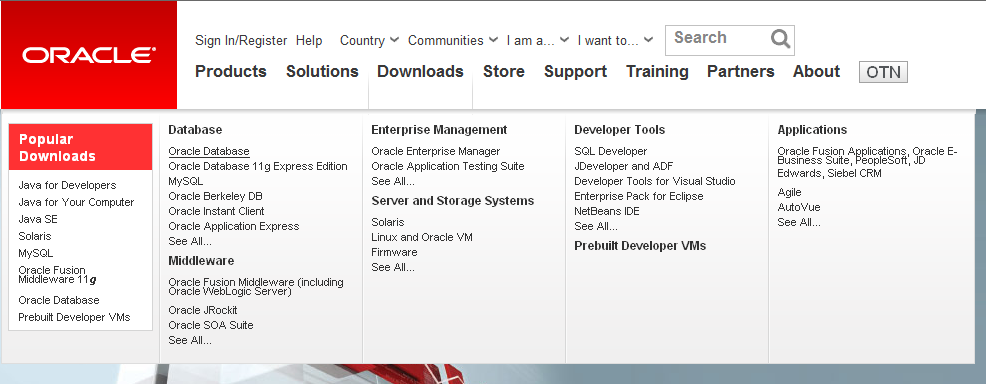 ORACLE
Sign In/Register Help Country Communities I am a... I want to... Search
Products Solutions Downloads Store Support Training Partners About OTN
Popular
Downloads
Java for Developers
Java for Your Computer
Java SE
Solaris
MySQL
Oracle Fusion
Middleware 11g
Oracle Database
Prebuilt Developer VMs
Database
Oracle Database
Oracle Database 11g Express Edition
MySQL
Oracle Berkeley DB
Oracle Instant Client
Oracle Application Express
See All...
Middleware
Oracle Fusion Middleware (including
Oracle WebLogic Server)
Oracle JRockit
Oracle SOA Suite
See All...
Enterprise Management
Oracle Enterprise Manager
Oracle Application Testing Suite
See All...
Server and Storage Systems
Solaris
Linux and Oracle VM
Firmware
See All...
Developer Tools
SQL Developer
JDeveloper and ADF
Developer Tools for Visual Studio
Enterprise Pack for Eclipse
NetBeans IDE
See All...
Prebuilt Developer VMs
Applications
Oracle Fusion Applications, Oracle E-
Business Suite, PeopleSoft, JD
Edwards, Siebel CRM
Agile
AutoVue
See All...